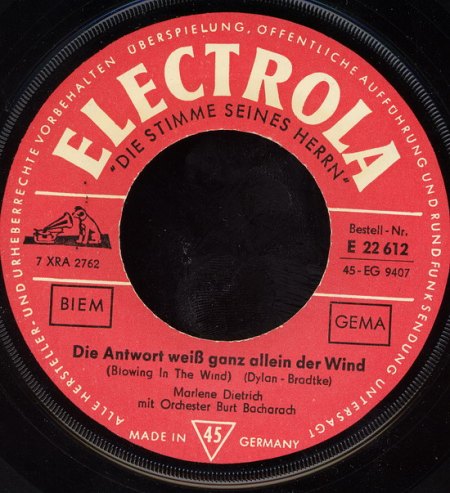 ALLE HERSTELLER- UND URHEBERRECHTE VORBEHALTEN ÜBERSPIELUNG, ÖFFENTLICHE AUFFÜHRUNG UND RUNDFUNKSENDUNG UNTERSAGT
ELECTROLA
"DIE STIMME SEINES HERRN"
7 XRA 2762
Bestell-Nr.
E 22 612
45-EG 9407
BIEM
GEMA
Die Antwort weiß ganz allein der Wind
(Blowing In The Wind) (Dylan-Bradtke)
Marlene Dietrich
mit Orchester Burt Bacharach
MADE IN 45 GERMANY